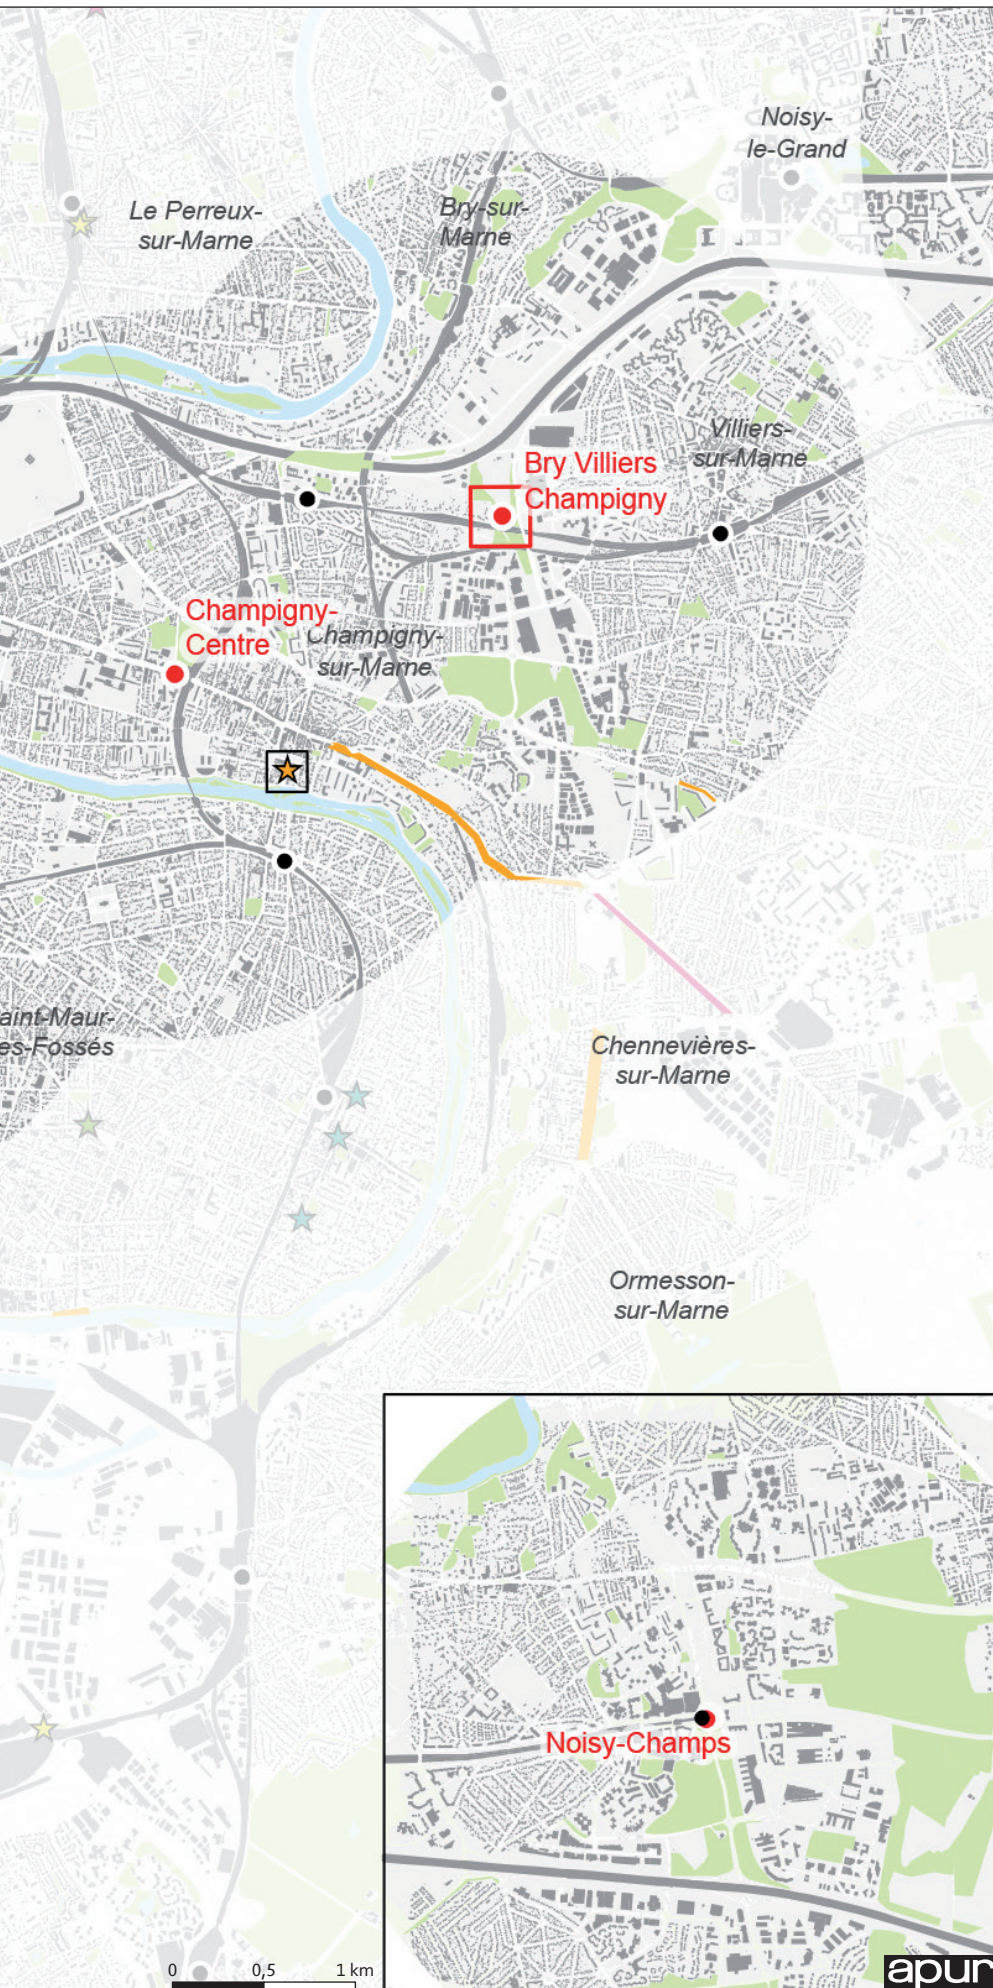 Noisy-
le-Grand
Le Perreux-
sur-Marne
Bry-sur-
Marne
Villiers-
sur-Marne
Bry Villiers
Champigny
Champigny-
Centre
Champigny-
sur-Marne
aint-Maur-
es-Fossés
Chennevières-
sur-Marne
Ormesson-
sur-Marne
Noisy-Champs
0 0,5 1 km
apur